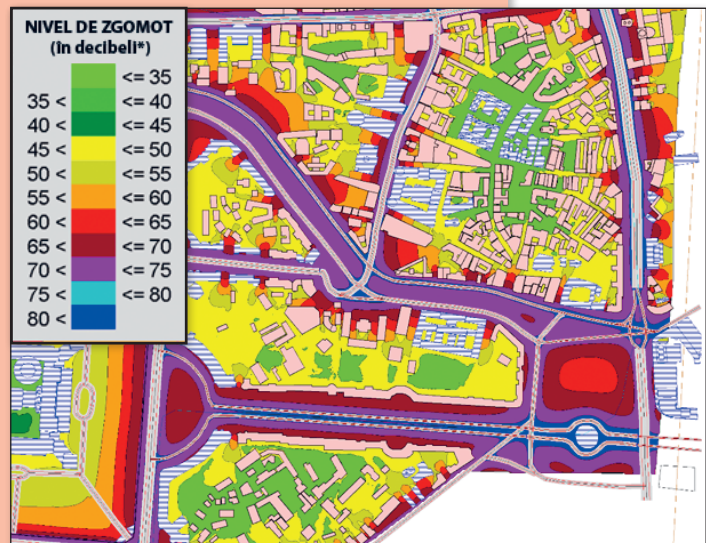 NIVEL DE ZGOMOT
(în decibeli*)
<= 35
35 < <= 40
40 < <= 45
45 < <= 50
50 < <= 55
55 < <= 60
60 < <= 65
65 < <= 70
70 < <= 75
75 < <= 80
80 <